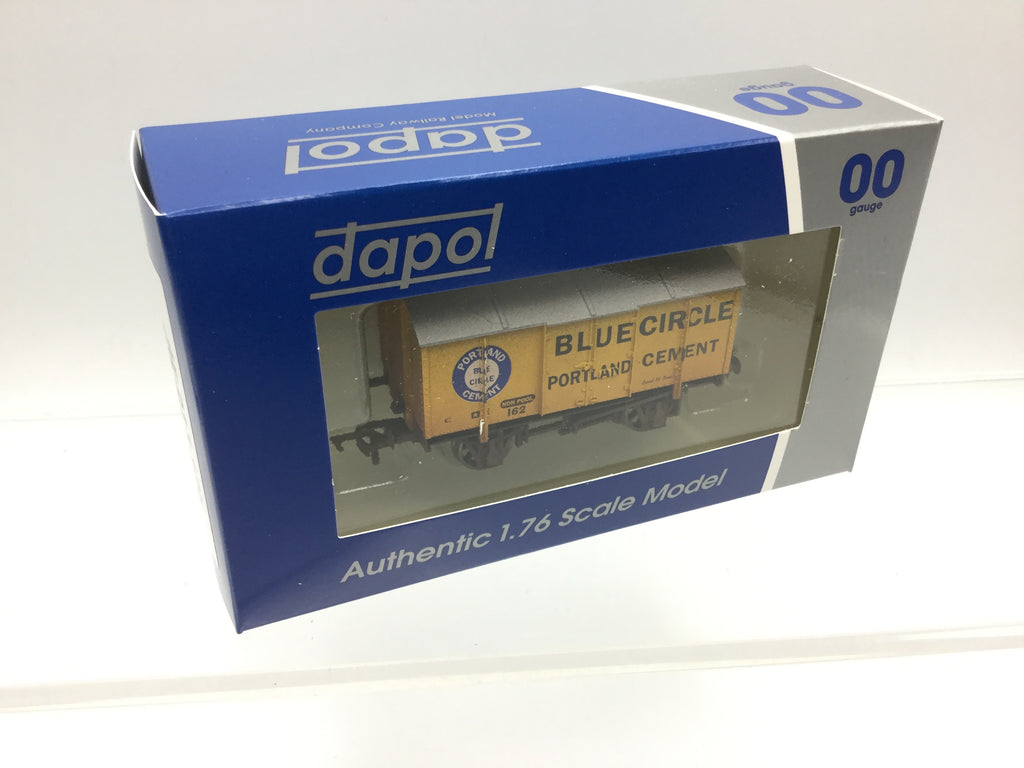 00
gauge
dapol
Model Railway Company
00
gauge
dapol
BLUE CIRCLE
PORTLAND CEMENT
PORTLAND
BLUE
CIRCLE
CEMENT
NON POOL
162
Authentic 1.76 Scale Model